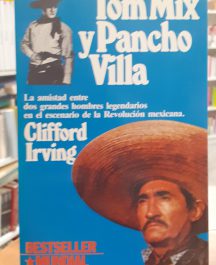 Tom Mix
y Pancho
Villa
La amistad entre
dos grandes hombres legendarios
en el escenario de la Revolución mexicana.
Clifford
Irving
BESTSELLER
★MUNDIAL